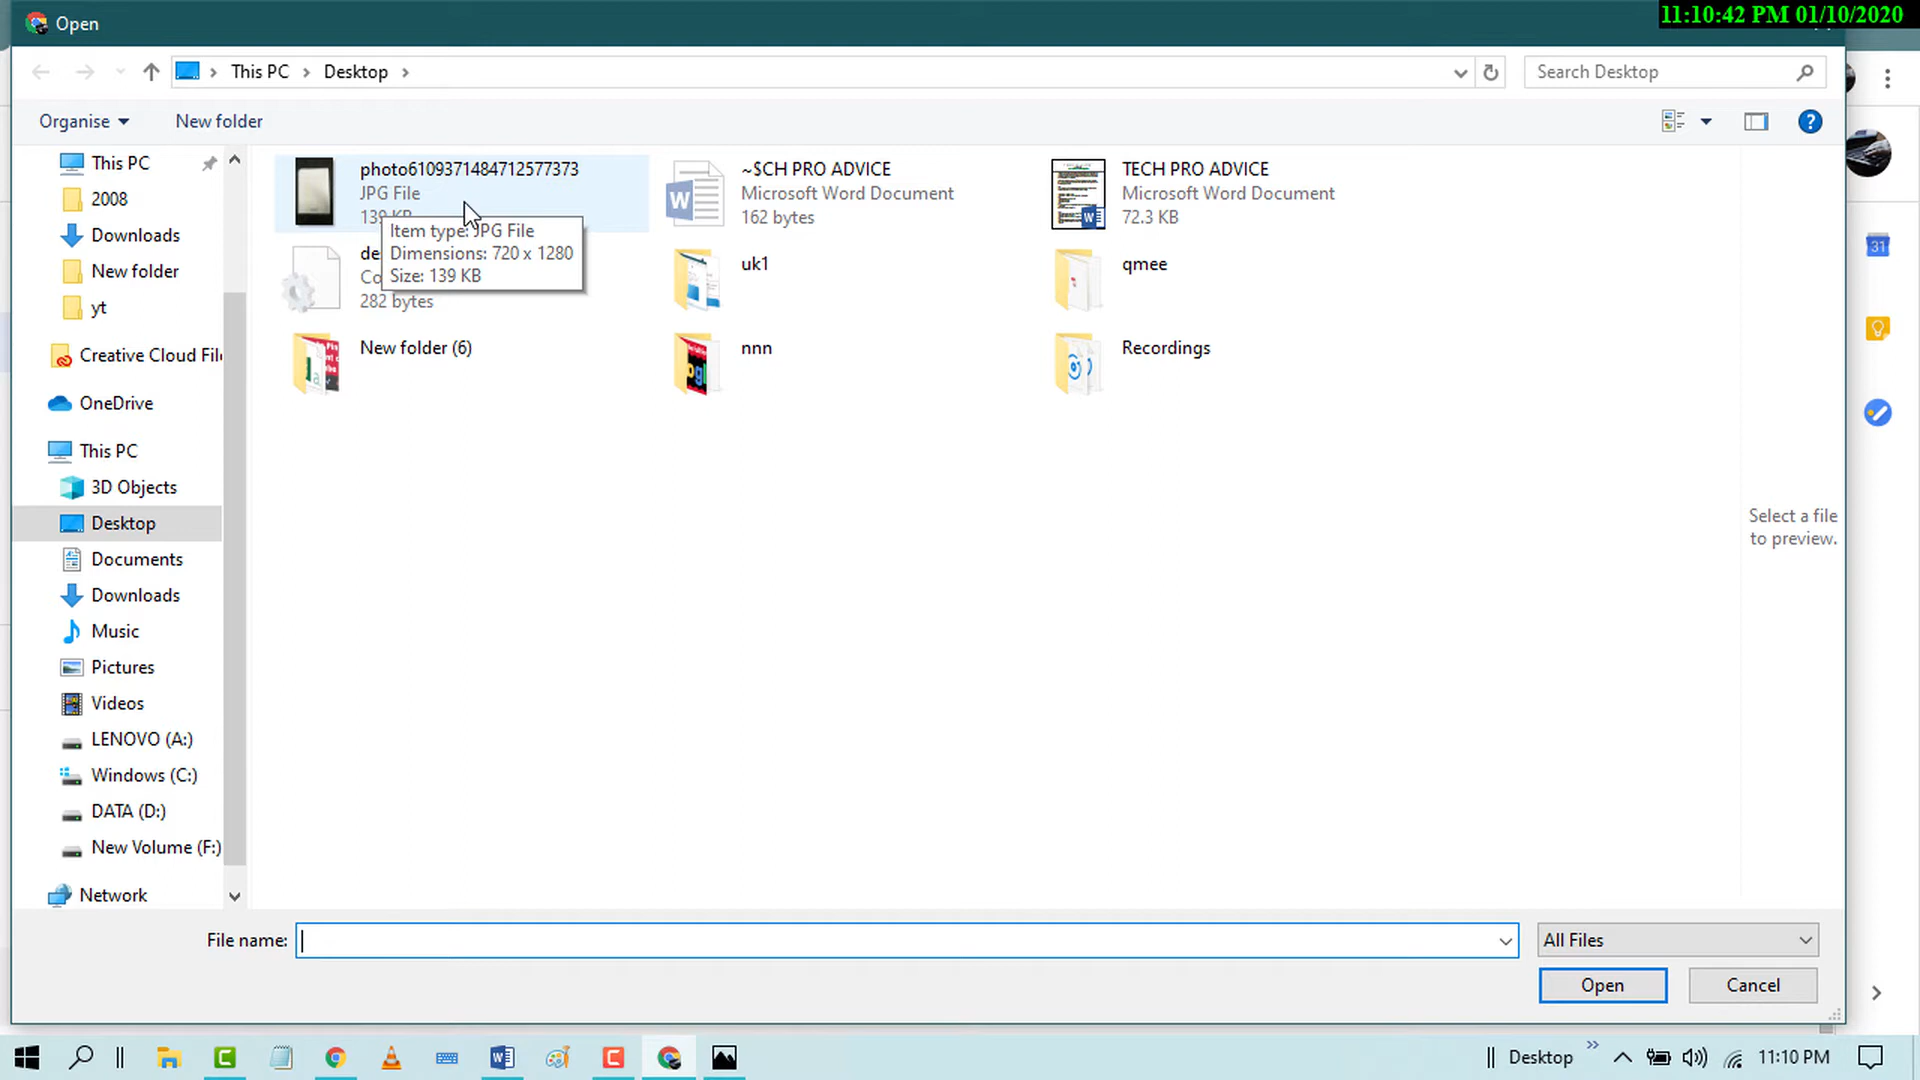 Open
11:10:42 PM 01/10/2020
This PC
Desktop
Search Desktop
Organise
New folder
This PC
2008
Downloads
New folder
yt
Creative Cloud Fil
OneDrive
This PC
3D Objects
Desktop
Documents
Downloads
Music
Pictures
Videos
LENOVO (A:)
Windows (C:)
DATA (D:)
New Volume (F:)
Network
photo6109371484712577373
JPG File
139 KB
~$CH PRO ADVICE
Microsoft Word Document
162 bytes
TECH PRO ADVICE
Microsoft Word Document
72.3 KB
Item type: JPG File
Dimensions: 720 x 1280
Size: 139 KB
de
Co
282 bytes
uk1
qmee
New folder (6)
nnn
Recordings
31
Select a file
to preview.
File name:
All Files
Open
Cancel
Desktop
11:10 PM